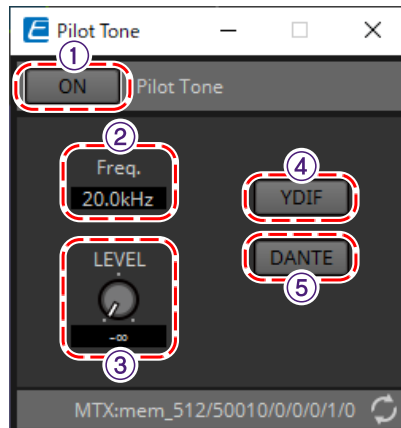 Pilot Tone
①
ON Pilot Tone
②
Freq.
20.0kHz
LEVEL
-∞
③
④
YDIF
DANTE
⑤
MTX:mem_512/50010/0/0/0/1/0